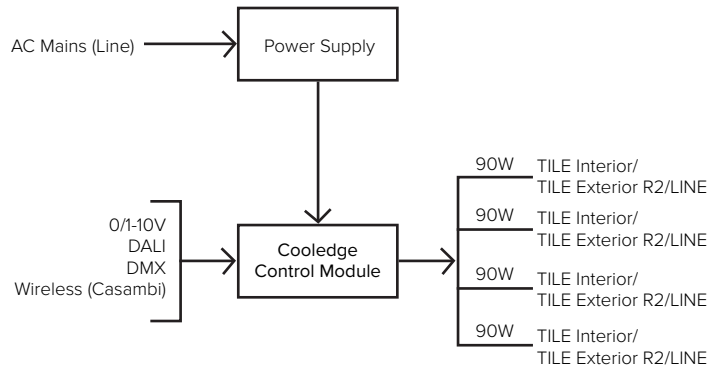 AC Mains (Line)
Power Supply
0/1-10V
DALI
DMX
Wireless (Casambi)
Cooledge
Control Module
90W
TILE Interior/
TILE Exterior R2/LINE
90W
TILE Interior/
TILE Exterior R2/LINE
90W
TILE Interior/
TILE Exterior R2/LINE
90W
TILE Interior/
TILE Exterior R2/LINE